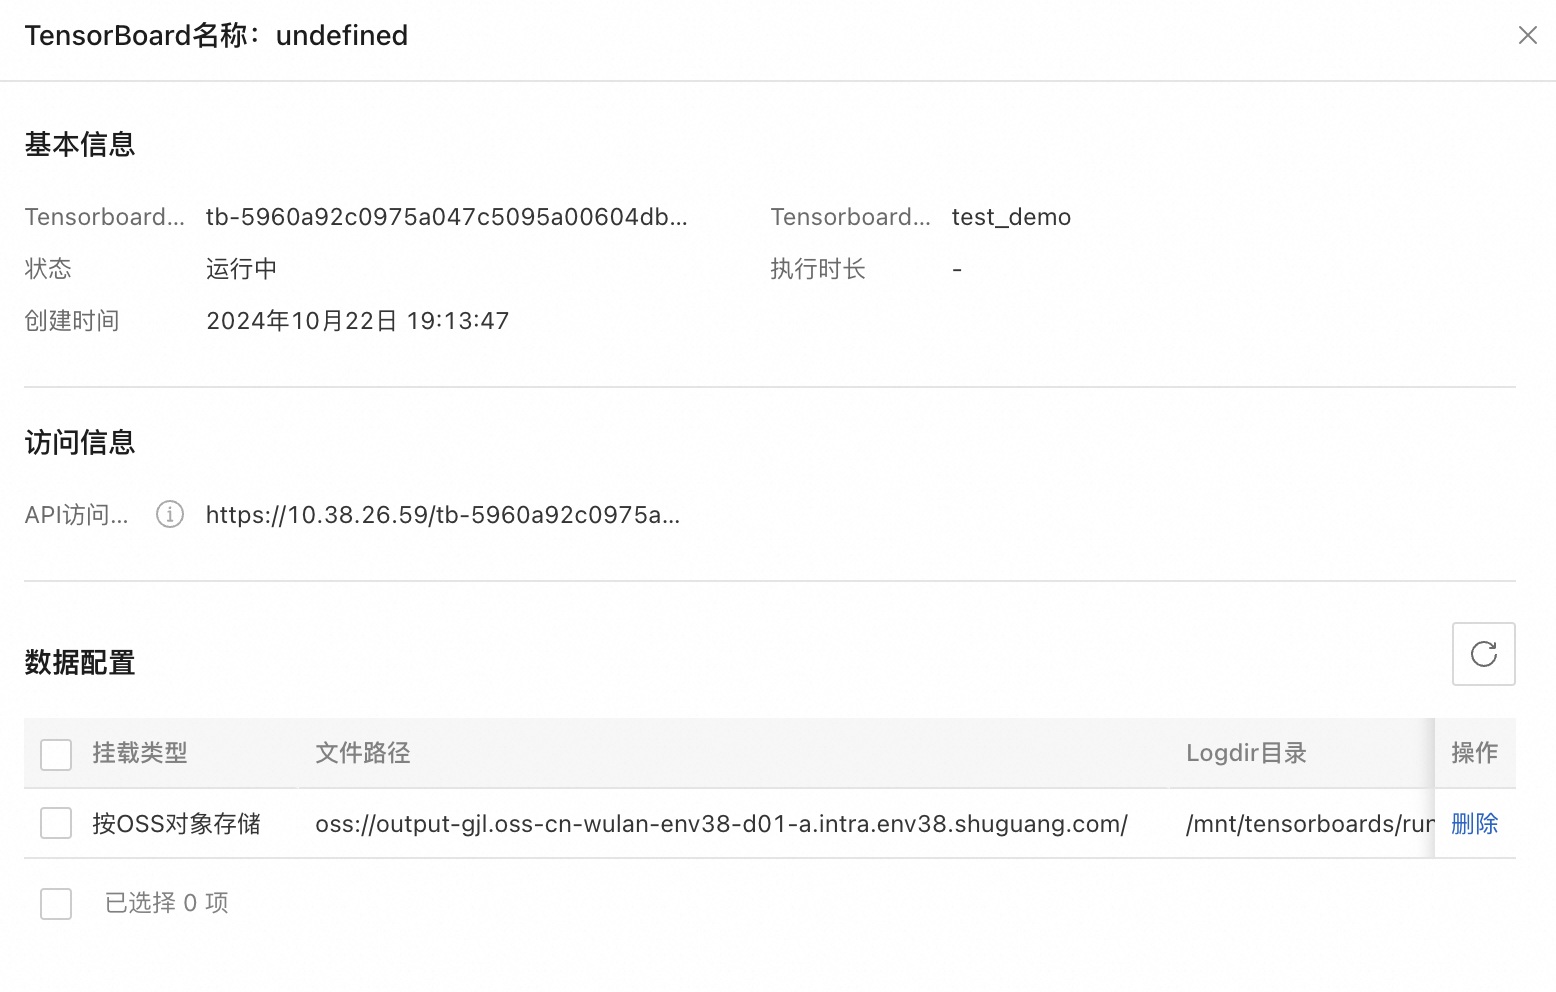 TensorBoard名称：undefined
基本信息
Tensorboard... tb-5960a92c0975a047c5095a00604db... Tensorboard... test_demo
状态 运行中 执行时长 -
创建时间 2024年10月22日 19:13:47
访问信息
API访问... https://10.38.26.59/tb-5960a92c0975a...
数据配置
挂载类型 文件路径 Logdir目录 操作
按OSS对象存储 oss://output-gjl.oss-cn-wulan-env38-d01-a.intra.env38.shuguang.com/ /mnt/tensorboards/run 删除
已选择 0 项